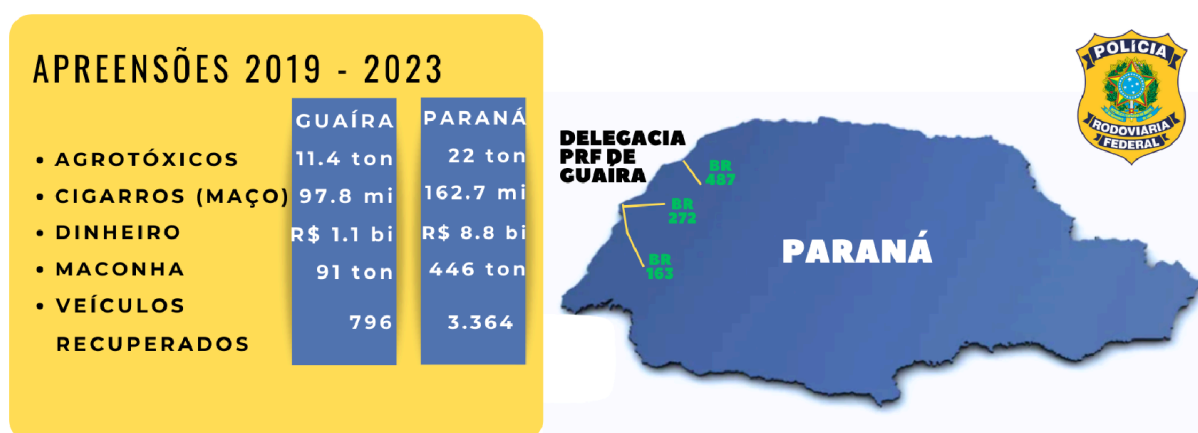 APREENSÕES 2019 - 2023
GUAÍRA PARANÁ
• AGROTÓXICOS 11.4 ton 22 ton
• CIGARROS (MAÇO) 97.8 mi 162.7 mi
• DINHEIRO R$ 1.1 bi R$ 8.8 bi
• MACONHA 91 ton 446 ton
• VEÍCULOS
RECUPERADOS 796 3.364
DELEGACIA
PRF DE
GUAÍRA
BR
487
BR
272
BR
163
PARANÁ
POLÍCIA
RODOVIÁRIA
FEDERAL